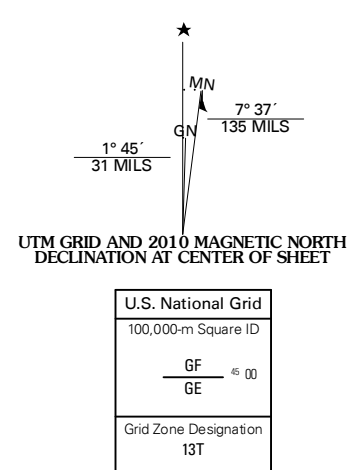 ★
MN
7° 37´
135 MILS
GN
1° 45´
31 MILS
UTM GRID AND 2010 MAGNETIC NORTH
DECLINATION AT CENTER OF SHEET
U.S. National Grid
100,000-m Square ID
GF
45 00
GE
Grid Zone Designation
13T